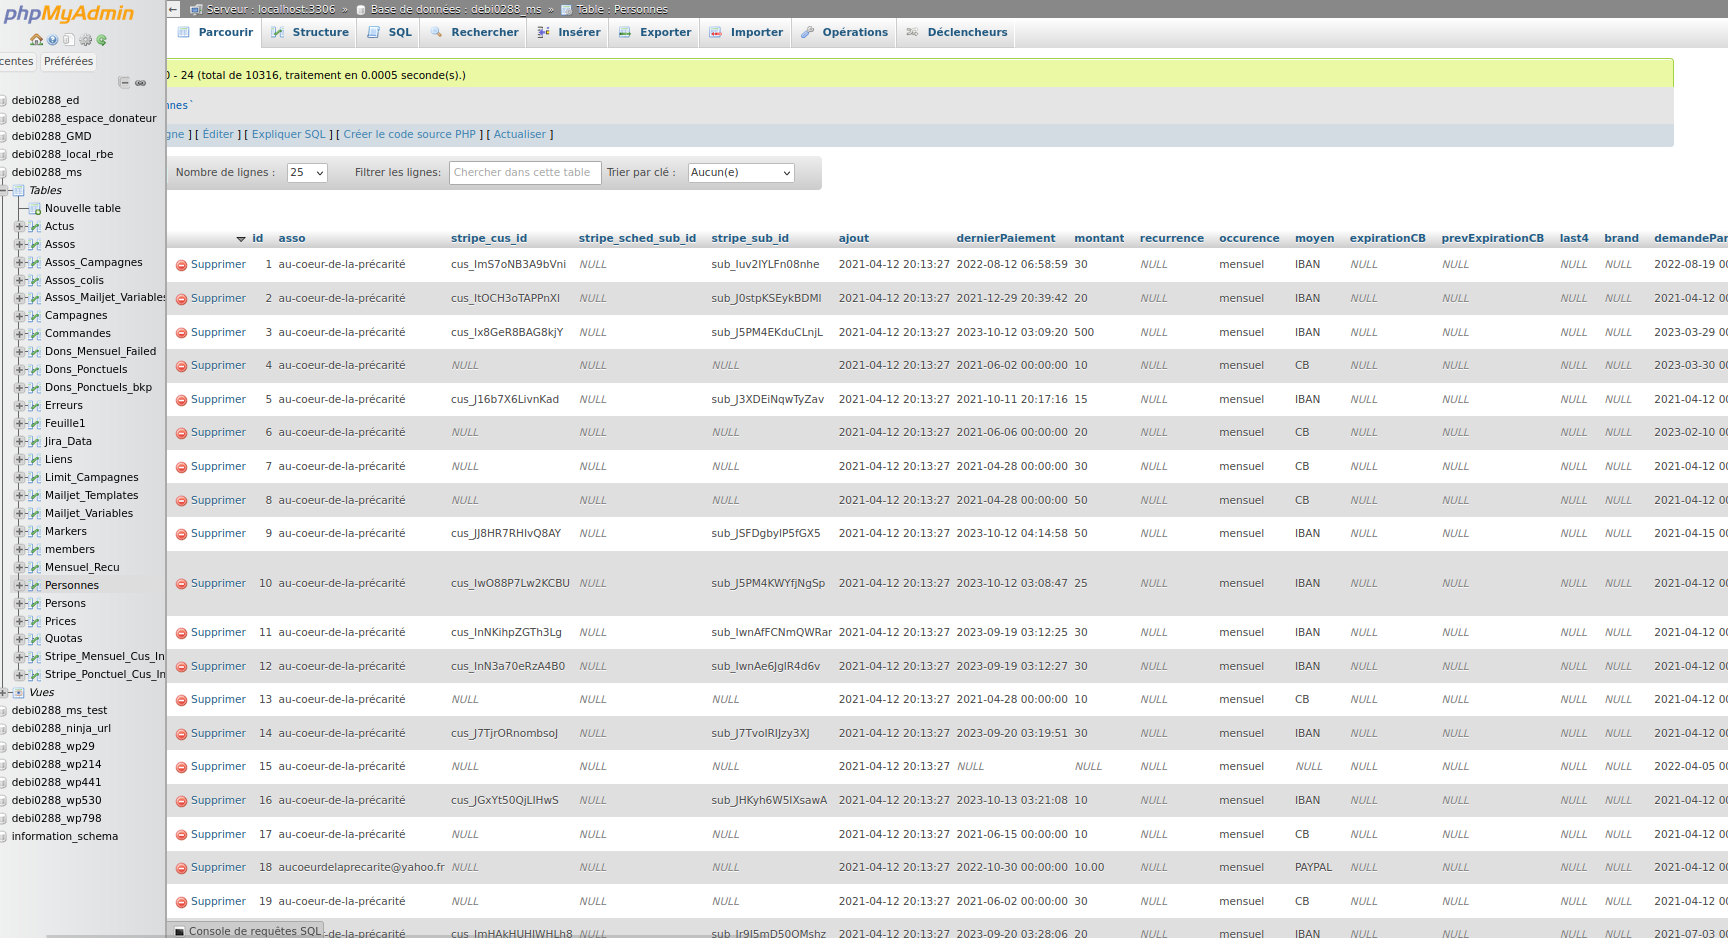 phpMyAdmin
centes Préférées
debi0288_ed
debi0288_espace_donateur
debi0288_GMD
debi0288_local_rbe
debi0288_ms
Tables
Nouvelle table
Actus
Assos
Assos_Campagnes
Assos_colis
Assos_Mailjet_Variables
Campagnes
Commandes
Dons_Mensuel_Failed
Dons_Ponctuels
Dons_Ponctuels_bkp
Erreurs
Feuille1
Jira_Data
Liens
Limit_Campagnes
Mailjet_Templates
Mailjet_Variables
Markers
members
Mensuel_Recu
Personnes
Persons
Prices
Quotas
Stripe_Mensuel_Cus_In
Stripe_Ponctuel_Cus_In
Vues
debi0288_ms_test
debi0288_ninja_url
debi0288_wp29
debi0288_wp214
debi0288_wp441
debi0288_wp530
debi0288_wp798
information_schema
← Serveur : localhost:3306 » Base de données : debi0288_ms » Table : Personnes
Parcourir Structure SQL Rechercher Insérer Exporter Importer Opérations Déclencheurs
0 - 24 (total de 10316, traitement en 0.0005 seconde(s).)
nnes`
gne ] [ Éditer ] [ Expliquer SQL ] [ Créer le code source PHP ] [ Actualiser ]
Nombre de lignes : 25 Filtrer les lignes: Chercher dans cette table Trier par clé : Aucun(e)
id asso stripe_cus_id stripe_sched_sub_id stripe_sub_id ajout dernierPaiement montant recurrence occurence moyen expirationCB prevExpirationCB last4 brand demandePar
Supprimer 1 au-coeur-de-la-précarité cus_ImS7oNB3A9bVni NULL sub_Iuv2IYLFn08nhe 2021-04-12 20:13:27 2022-08-12 06:58:59 30 NULL mensuel IBAN NULL NULL NULL NULL 2022-08-19 00
Supprimer 2 au-coeur-de-la-précarité cus_ItOCH3oTAPPnXI NULL sub_J0stpKSEykBDMI 2021-04-12 20:13:27 2021-12-29 20:39:42 20 NULL mensuel IBAN NULL NULL NULL NULL 2021-04-12 00
Supprimer 3 au-coeur-de-la-précarité cus_Ix8GeR8BAG8kjY NULL sub_J5PM4EKduCLnjL 2021-04-12 20:13:27 2023-10-12 03:09:20 500 NULL mensuel IBAN NULL NULL NULL NULL 2023-03-29 00
Supprimer 4 au-coeur-de-la-précarité NULL NULL NULL 2021-04-12 20:13:27 2021-06-02 00:00:00 10 NULL mensuel CB NULL NULL NULL NULL 2023-03-30 00
Supprimer 5 au-coeur-de-la-précarité cus_J16b7X6LivnKad NULL sub_J3XDEiNqwTyZav 2021-04-12 20:13:27 2021-10-11 20:17:16 15 NULL mensuel IBAN NULL NULL NULL NULL 2021-04-12 00
Supprimer 6 au-coeur-de-la-précarité NULL NULL NULL 2021-04-12 20:13:27 2021-06-06 00:00:00 20 NULL mensuel CB NULL NULL NULL NULL 2023-02-10 00
Supprimer 7 au-coeur-de-la-précarité NULL NULL NULL 2021-04-12 20:13:27 2021-04-28 00:00:00 30 NULL mensuel CB NULL NULL NULL NULL 2021-04-12 00
Supprimer 8 au-coeur-de-la-précarité NULL NULL NULL 2021-04-12 20:13:27 2021-04-28 00:00:00 50 NULL mensuel CB NULL NULL NULL NULL 2021-04-12 00
Supprimer 9 au-coeur-de-la-précarité cus_JJ8HR7RHIvQ8AY NULL sub_JSFDgbyIP5fGX5 2021-04-12 20:13:27 2023-10-12 04:14:58 50 NULL mensuel IBAN NULL NULL NULL NULL 2021-04-15 00
Supprimer 10 au-coeur-de-la-précarité cus_IwO88P7Lw2KCBU NULL sub_J5PM4KWYfjNgSp 2021-04-12 20:13:27 2023-10-12 03:08:47 25 NULL mensuel IBAN NULL NULL NULL NULL 2021-04-12 00
Supprimer 11 au-coeur-de-la-précarité cus_InNKihpZGTh3Lg NULL sub_IwnAfFCNmQWRar 2021-04-12 20:13:27 2023-09-19 03:12:25 30 NULL mensuel IBAN NULL NULL NULL NULL 2021-04-12 00
Supprimer 12 au-coeur-de-la-précarité cus_InN3a70eRzA4B0 NULL sub_IwnAe6JgIR4d6v 2021-04-12 20:13:27 2023-09-19 03:12:27 30 NULL mensuel IBAN NULL NULL NULL NULL 2021-04-12 00
Supprimer 13 au-coeur-de-la-précarité NULL NULL NULL 2021-04-12 20:13:27 2021-04-28 00:00:00 10 NULL mensuel CB NULL NULL NULL NULL 2021-04-12 00
Supprimer 14 au-coeur-de-la-précarité cus_J7TjrORnombsoJ NULL sub_J7TvoIRIJzy3XJ 2021-04-12 20:13:27 2023-09-20 03:19:51 30 NULL mensuel IBAN NULL NULL NULL NULL 2021-04-12 00
Supprimer 15 au-coeur-de-la-précarité NULL NULL NULL 2021-04-12 20:13:27 NULL NULL NULL mensuel NULL NULL NULL NULL NULL 2022-04-05 00
Supprimer 16 au-coeur-de-la-précarité cus_JGxYt50QjLIHwS NULL sub_JHKyh6W5IXsawA 2021-04-12 20:13:27 2023-10-13 03:21:08 10 NULL mensuel IBAN NULL NULL NULL NULL 2021-04-12 00
Supprimer 17 au-coeur-de-la-précarité NULL NULL NULL 2021-04-12 20:13:27 2021-06-15 00:00:00 10 NULL mensuel CB NULL NULL NULL NULL 2021-04-12 00
Supprimer 18 aucoeurdelaprecarite@yahoo.fr NULL NULL NULL 2021-04-12 20:13:27 2022-10-30 00:00:00 10.00 NULL mensuel PAYPAL NULL NULL NULL NULL 2021-04-12 00
Supprimer 19 au-coeur-de-la-précarité NULL NULL NULL 2021-04-12 20:13:27 2021-06-02 00:00:00 30 NULL mensuel CB NULL NULL NULL NULL 2021-04-12 00
Console de requêtes SQL -de-la-précarité cus_ImHAkHUHIWHLh8 NULL sub_Ir9I5mD50OMshz 2021-04-12 20:13:27 2023-09-20 03:28:06 20 NULL mensuel IBAN NULL NULL NULL NULL 2021-07-03 00